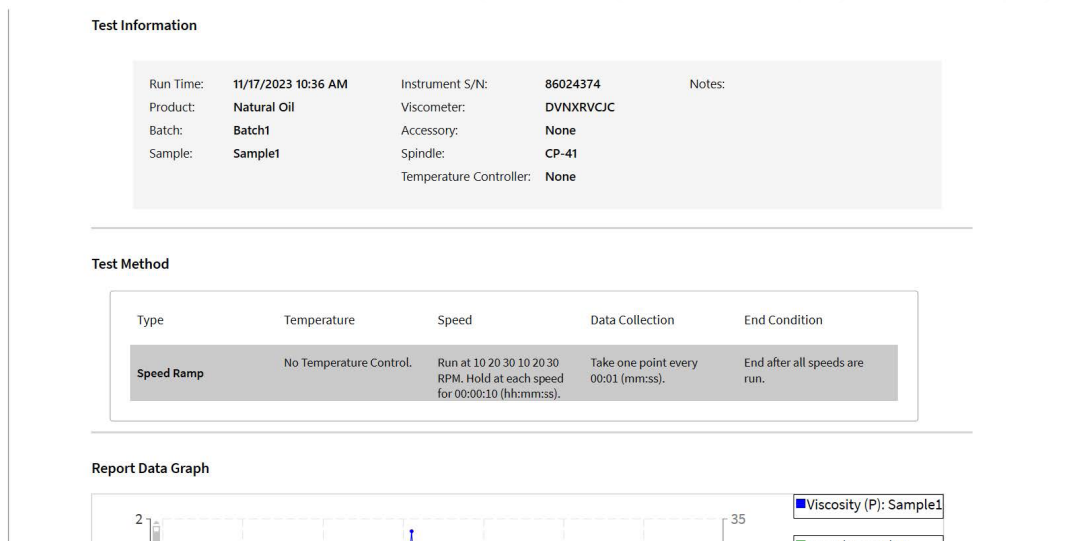 Test Information
Run Time: 11/17/2023 10:36 AM Instrument S/N: 86024374 Notes:
Product: Natural Oil Viscometer: DVNXRVCJC
Batch: Batch1 Accessory: None
Sample: Sample1 Spindle: CP-41
Temperature Controller: None
Test Method
Type Temperature Speed Data Collection End Condition
Speed Ramp No Temperature Control. Run at 10 20 30 10 20 30 Take one point every End after all speeds are
RPM. Hold at each speed 00:01 (mm:ss). run.
for 00:00:10 (hh:mm:ss).
Report Data Graph
2 35 Viscosity (P): Sample1